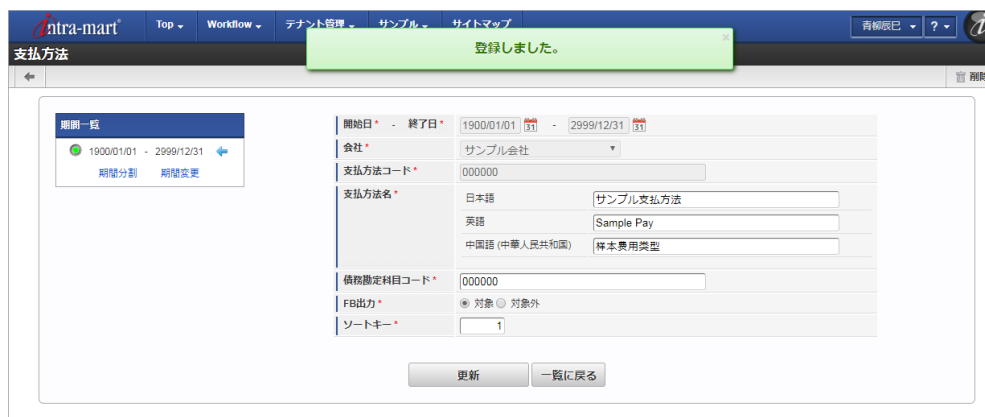 intra-mart Top Workflow テナント管理 サンプル サイトマップ 青柳辰巳 ?
登録しました。 ×
支払方法
削除
期間一覧
1900/01/01 - 2999/12/31
期間分割 期間変更
開始日* - 終了日* 1900/01/01 31 - 2999/12/31 31
会社* サンプル会社
支払方法コード* 000000
支払方法名* 日本語 サンプル支払方法
英語 Sample Pay
中国語 (中華人民共和国) 样本费用类型
債務勘定科目コード* 000000
FB出力* 対象 対象外
ソートキー* 1
更新 一覧に戻る